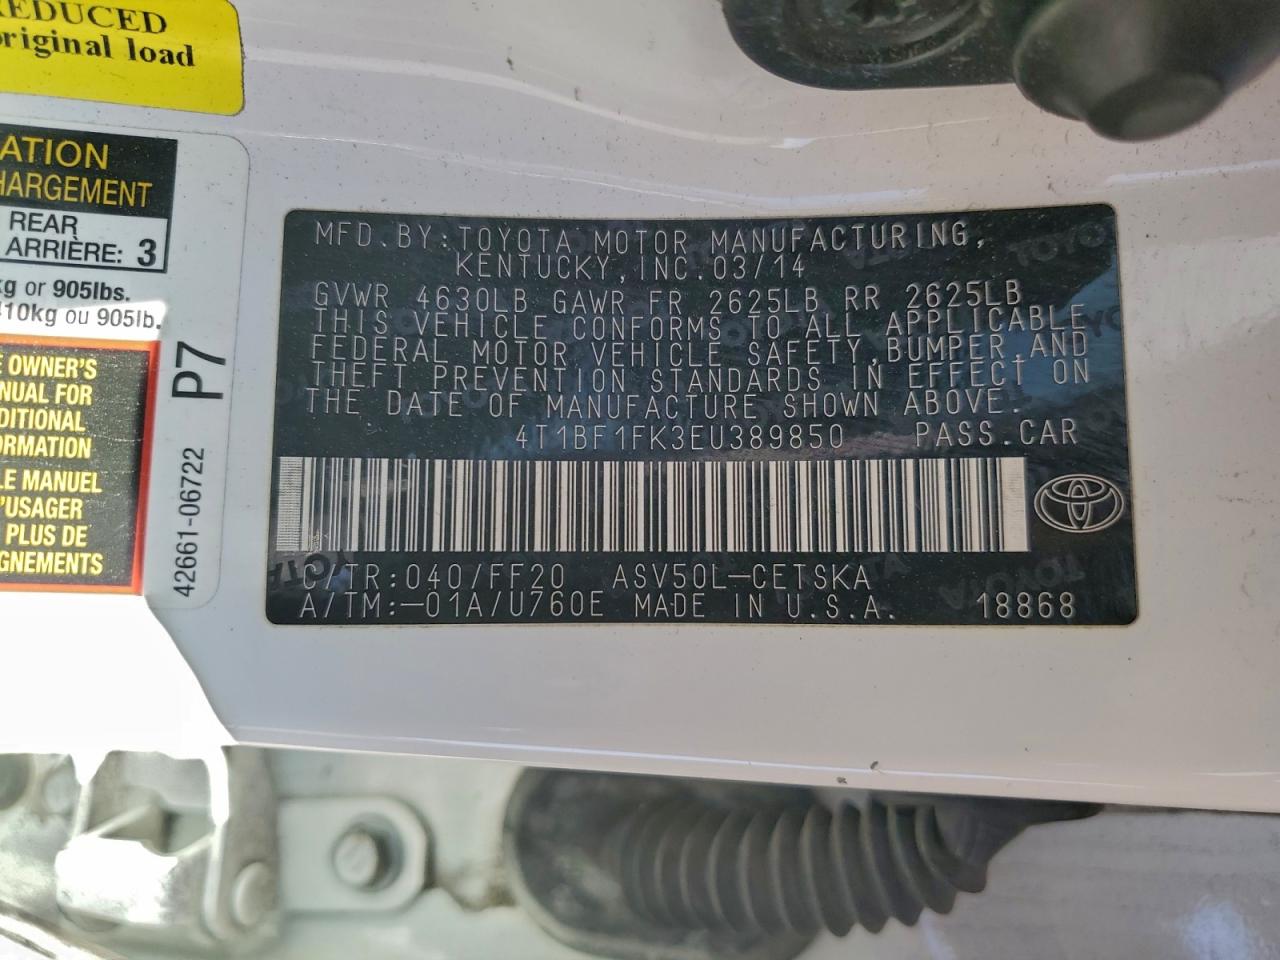 REDUCED
original load
ATION
HARGEMENT
REAR
ARRIÈRE: 3
kg or 905lbs.
410kg ou 905lb.
E OWNER'S
NUAL FOR
DITIONAL
ORMATION
LE MANUEL
'USAGER
PLUS DE
GNEMENTS
P7
42661-06722
MFD.BY:TOYOTA MOTOR MANUFACTURING,
KENTUCKY,INC.03/14
GVWR 4630LB GAWR FR 2625LB RR 2625LB
THIS VEHICLE CONFORMS TO ALL APPLICABLE
FEDERAL MOTOR VEHICLE SAFETY,BUMPER,AND
THEFT PREVENTION STANDARDS IN EFFECT ON
THE DATE OF MANUFACTURE SHOWN ABOVE.
4T1BF1FK3EU389850 PASS.CAR
C/TR:040/FF20 ASV50L-CETSKA
A/TM:-01A/U760E MADE IN U.S.A. 18868